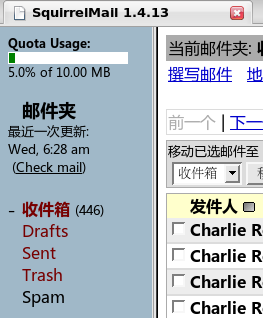 SquirrelMail 1.4.13
Quota Usage:
5.0% of 10.00 MB
邮件夹
最近一次更新:
Wed, 6:28 am
(Check mail)
– 收件箱 (446)
Drafts
Sent
Trash
Spam
当前邮件夹:
撰写邮件
前一个 | 下一
移动已选邮件至
收件箱
发件人
Charlie
Charlie
Charlie
Charlie